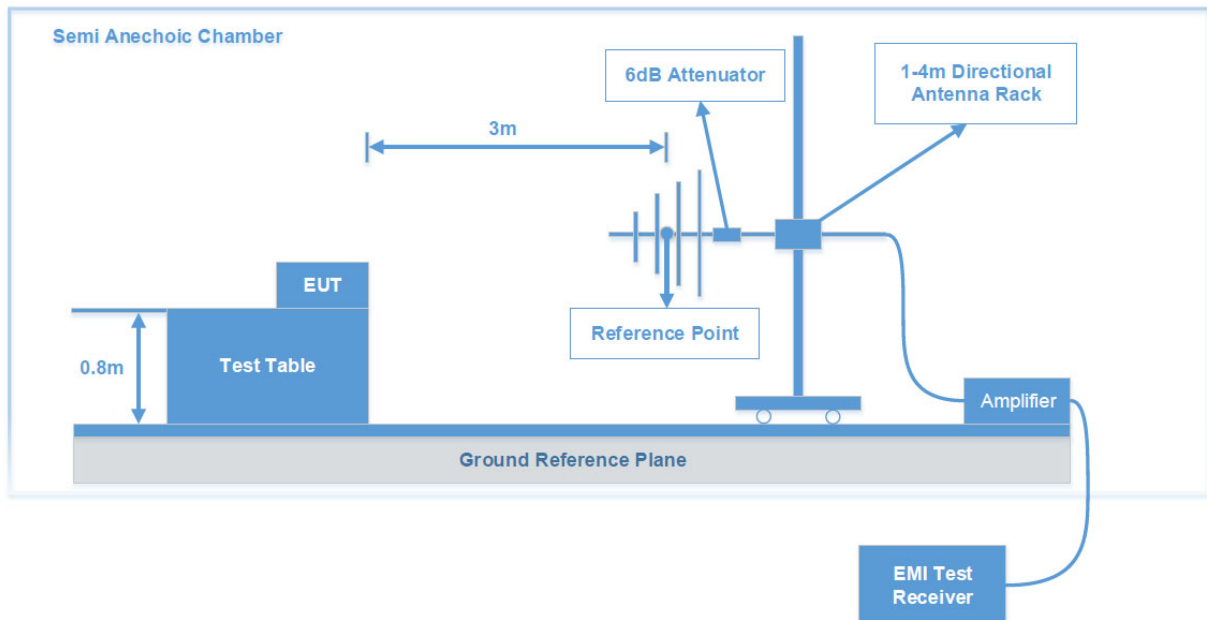 Semi Anechoic Chamber
6dB Attenuator
1-4m Directional
Antenna Rack
3m
EUT
Reference Point
0.8m
Test Table
Amplifier
Ground Reference Plane
EMI Test
Receiver